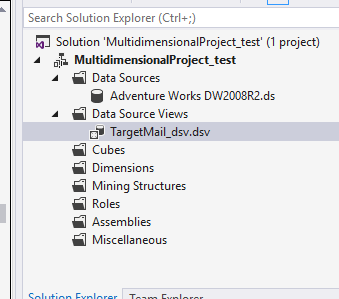 Search Solution Explorer (Ctrl+;)
Solution 'MultidimensionalProject_test' (1 project)
MultidimensionalProject_test
Data Sources
Adventure Works DW2008R2.ds
Data Source Views
TargetMail_dsv.dsv
Cubes
Dimensions
Mining Structures
Roles
Assemblies
Miscellaneous
Solution Explorer Team Explorer